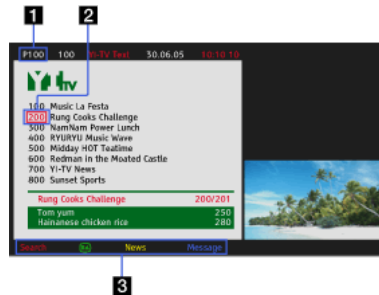 1 2
P100 100 Yi-TV Text 30.06.05 10:10:10
Yi tv
100 Music La Festa
200 Rung Cooks Challenge
300 NamNam Power Lunch
400 RYURYU Music Wave
500 Midday HOT Teatime
600 Redman in the Moated Castle
700 YI-TV News
800 Sunset Sports
Rung Cooks Challenge 200/201
Tom yum 250
Hainanese chicken rice 280
Search News Message
3